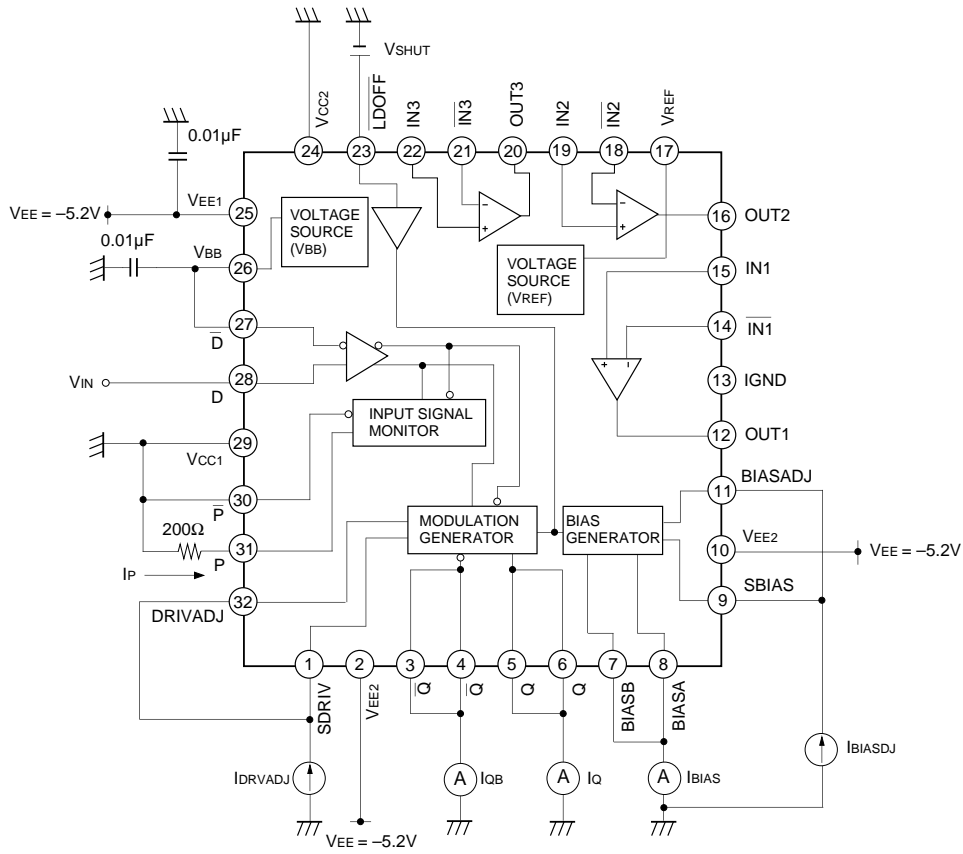 VSHUT
VCC2
LDOFF
IN3
IN3
OUT3
IN2
IN2
VREF
0.01µF
24
23
22
21
20
19
18
17
VEE = –5.2V
VEE1
25
VOLTAGE
SOURCE
(VBB)
16
OUT2
0.01µF
VBB
26
VOLTAGE
SOURCE
(VREF)
15
IN1
27
D
14
IN1
VIN
28
D
13
IGND
INPUT SIGNAL
MONITOR
29
VCC1
12
OUT1
30
P
11
BIASADJ
200Ω
31
P
MODULATION
GENERATOR
BIAS
GENERATOR
10
VEE2
VEE = –5.2V
IP
32
DRIVADJ
9
SBIAS
1
2
3
4
5
6
7
8
SDRIV
VEE2
Q
Q
Q
Q
BIASB
BIASA
IDRVADJ
A
IQB
A
IQ
A
IBIAS
IBIASDJ
VEE = –5.2V